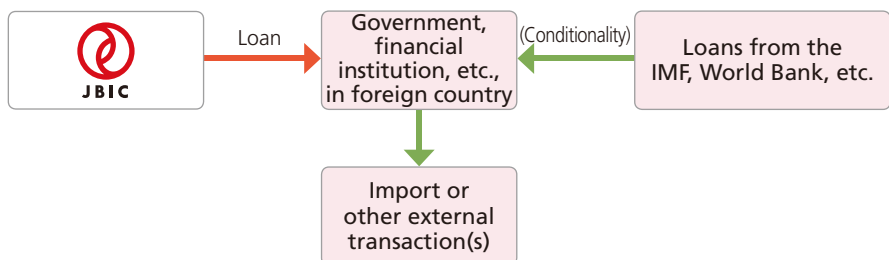 JBIC
Loan
Government,
financial
institution, etc.,
in foreign country
(Conditionality)
Loans from the
IMF, World Bank, etc.
Import or
other external
transaction(s)